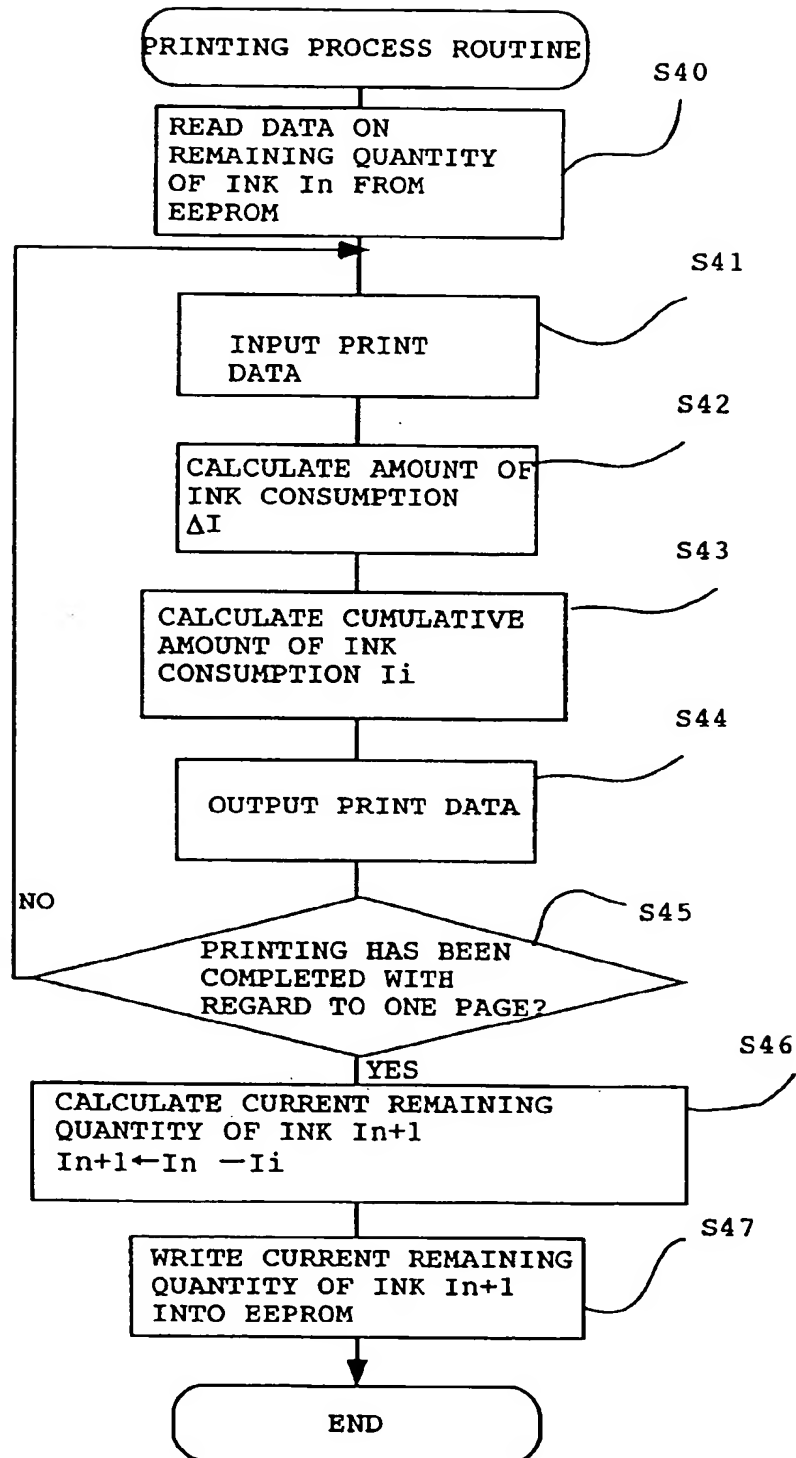 PRINTING PROCESS ROUTINE
S40
READ DATA ON
REMAINING QUANTITY
OF INK In FROM
EEPROM
S41
INPUT PRINT
DATA
S42
CALCULATE AMOUNT OF
INK CONSUMPTION
ΔI
S43
CALCULATE CUMULATIVE
AMOUNT OF INK
CONSUMPTION Ii
S44
OUTPUT PRINT DATA
NO
S45
PRINTING HAS BEEN
COMPLETED WITH
REGARD TO ONE PAGE?
YES
S46
CALCULATE CURRENT REMAINING
QUANTITY OF INK In+1
In+1←In —Ii
S47
WRITE CURRENT REMAINING
QUANTITY OF INK In+1
INTO EEPROM
END